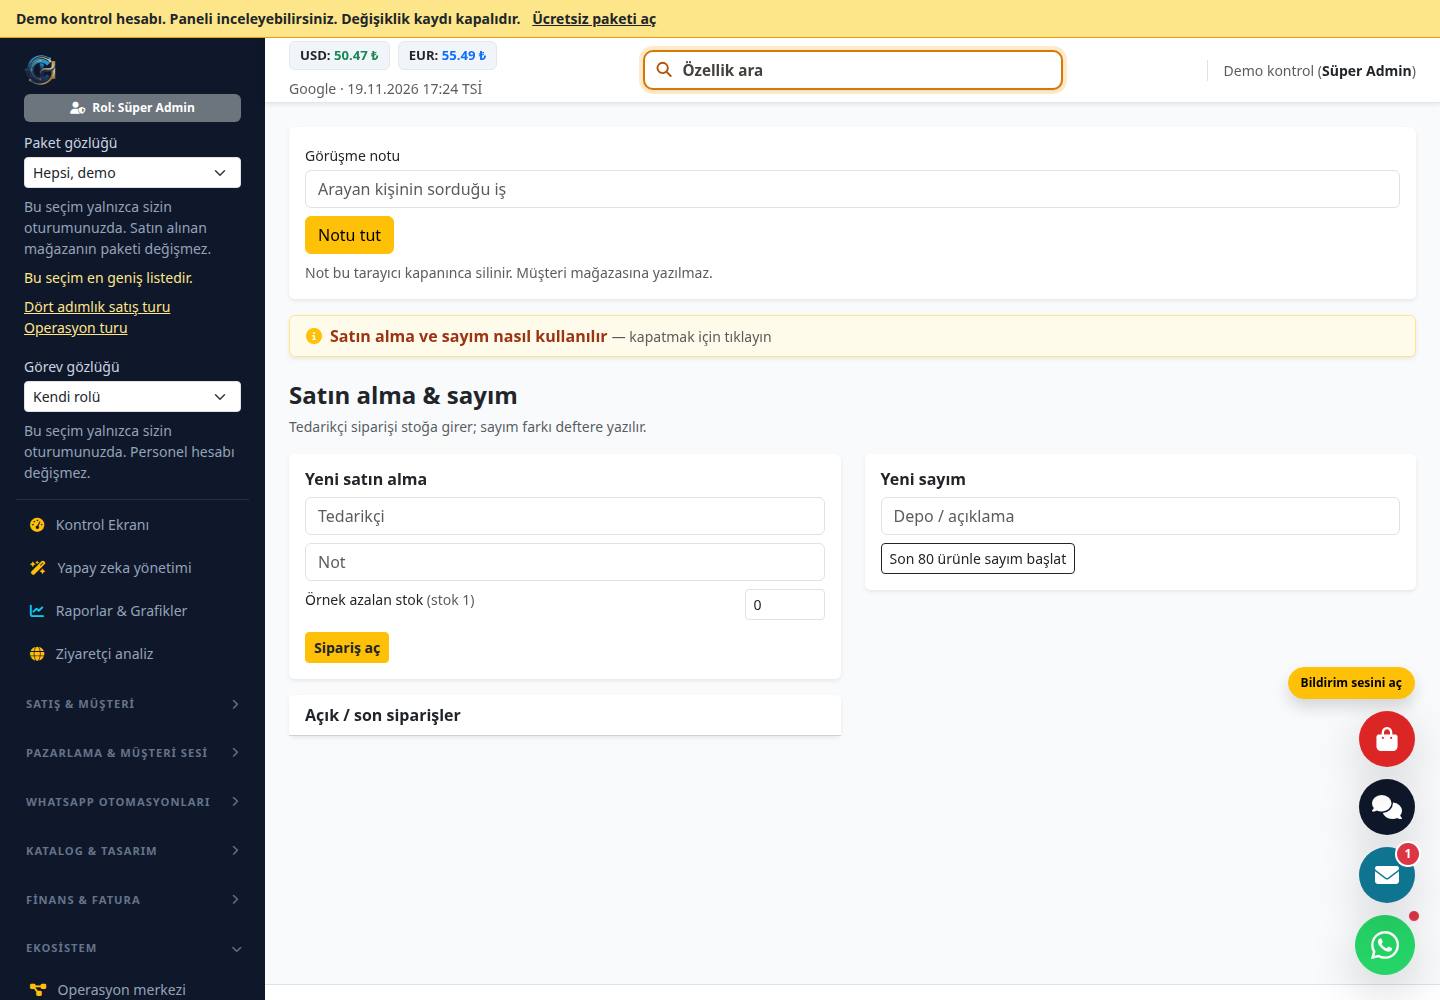 Demo kontrol hesabı. Paneli inceleyebilirsiniz. Değişiklik kaydı kapalıdır. Ücretsiz paketi aç
Rol: Süper Admin
Paket gözlüğü
Hepsi, demo
Bu seçim yalnızca sizin
oturumunuzda. Satın alınan
mağazanın paketi değişmez.
Bu seçim en geniş listedir.
Dört adımlık satış turu
Operasyon turu
Görev gözlüğü
Kendi rolü
Bu seçim yalnızca sizin
oturumunuzda. Personel hesabı
değişmez.
Kontrol Ekranı
Yapay zeka yönetimi
Raporlar & Grafikler
Ziyaretçi analiz
SATIŞ & MÜŞTERİ
PAZARLAMA & MÜŞTERİ SESİ
WHATSAPP OTOMASYONLARI
KATALOG & TASARIM
FİNANS & FATURA
EKOSİSTEM
Operasyon merkezi
USD: 50.47 ₺ EUR: 55.49 ₺
Google · 19.11.2026 17:24 TSİ
Özellik ara
Demo kontrol (Süper Admin)
Görüşme notu
Arayan kişinin sorduğu iş
Notu tut
Not bu tarayıcı kapanınca silinir. Müşteri mağazasına yazılmaz.
Satın alma ve sayım nasıl kullanılır — kapatmak için tıklayın
Satın alma & sayım
Tedarikçi siparişi stoğa girer; sayım farkı deftere yazılır.
Yeni satın alma
Tedarikçi
Not
Örnek azalan stok (stok 1) 0
Sipariş aç
Açık / son siparişler
Yeni sayım
Depo / açıklama
Son 80 ürünle sayım başlat
Bildirim sesini aç
1